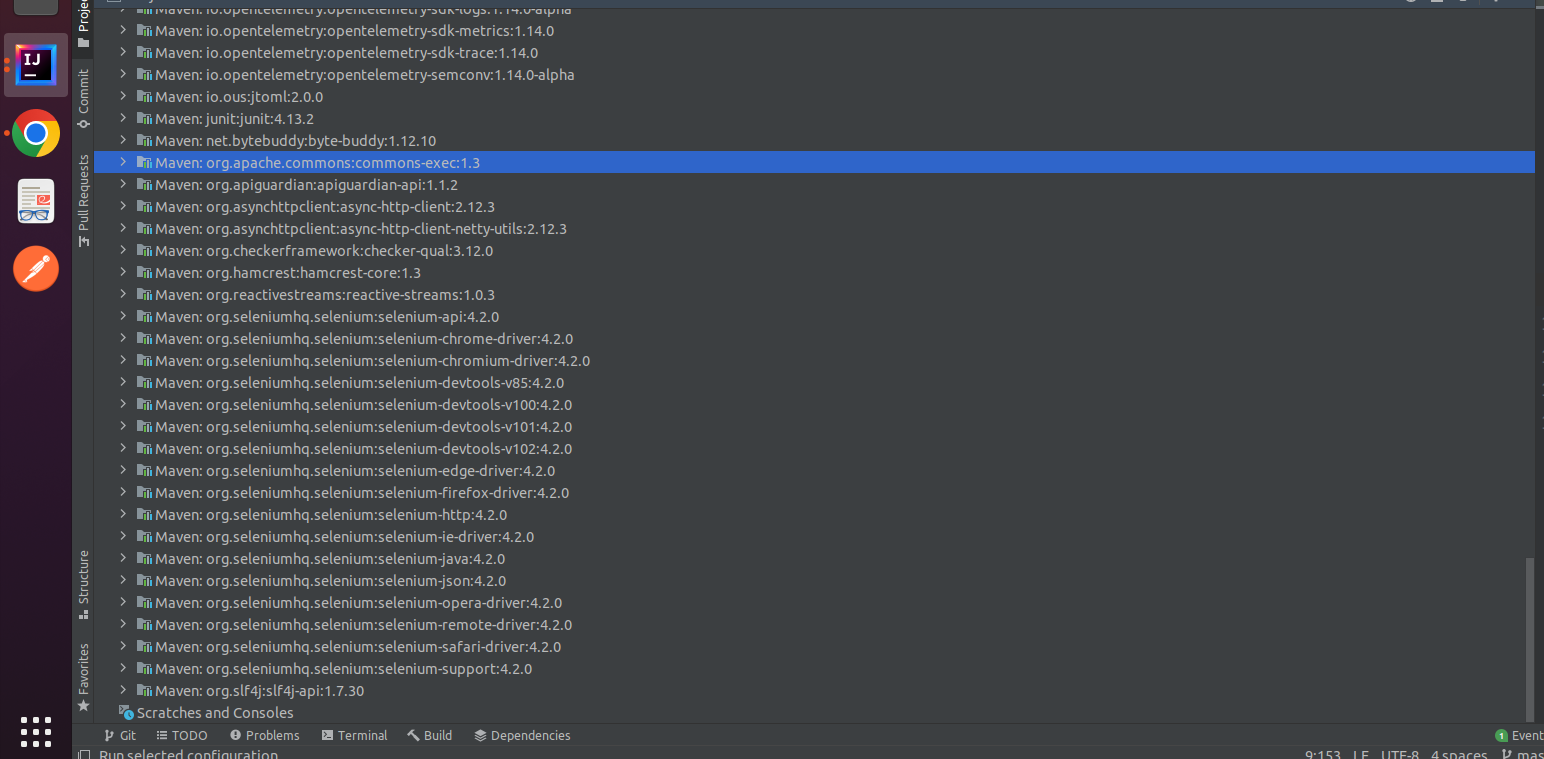 Maven: io.opentelemetry:opentelemetry-sdk-logs:1.14.0-alpha
Maven: io.opentelemetry:opentelemetry-sdk-metrics:1.14.0
Maven: io.opentelemetry:opentelemetry-sdk-trace:1.14.0
Maven: io.opentelemetry:opentelemetry-semconv:1.14.0-alpha
Maven: io.ous:jtoml:2.0.0
Maven: junit:junit:4.13.2
Maven: net.bytebuddy:byte-buddy:1.12.10
Maven: org.apache.commons:commons-exec:1.3
Maven: org.apiguardian:apiguardian-api:1.1.2
Maven: org.asynchttpclient:async-http-client:2.12.3
Maven: org.asynchttpclient:async-http-client-netty-utils:2.12.3
Maven: org.checkerframework:checker-qual:3.12.0
Maven: org.hamcrest:hamcrest-core:1.3
Maven: org.reactivestreams:reactive-streams:1.0.3
Maven: org.seleniumhq.selenium:selenium-api:4.2.0
Maven: org.seleniumhq.selenium:selenium-chrome-driver:4.2.0
Maven: org.seleniumhq.selenium:selenium-chromium-driver:4.2.0
Maven: org.seleniumhq.selenium:selenium-devtools-v85:4.2.0
Maven: org.seleniumhq.selenium:selenium-devtools-v100:4.2.0
Maven: org.seleniumhq.selenium:selenium-devtools-v101:4.2.0
Maven: org.seleniumhq.selenium:selenium-devtools-v102:4.2.0
Maven: org.seleniumhq.selenium:selenium-edge-driver:4.2.0
Maven: org.seleniumhq.selenium:selenium-firefox-driver:4.2.0
Maven: org.seleniumhq.selenium:selenium-http:4.2.0
Maven: org.seleniumhq.selenium:selenium-ie-driver:4.2.0
Maven: org.seleniumhq.selenium:selenium-java:4.2.0
Maven: org.seleniumhq.selenium:selenium-json:4.2.0
Maven: org.seleniumhq.selenium:selenium-opera-driver:4.2.0
Maven: org.seleniumhq.selenium:selenium-remote-driver:4.2.0
Maven: org.seleniumhq.selenium:selenium-safari-driver:4.2.0
Maven: org.seleniumhq.selenium:selenium-support:4.2.0
Maven: org.slf4j:slf4j-api:1.7.30
Scratches and Consoles
IJ
Projec
Commit
Pull Requests
Structure
Favorites
Git TODO Problems Terminal Build Dependencies 1 Event
Run selected configuration 9:153 LF UTF-8 4 spaces mas